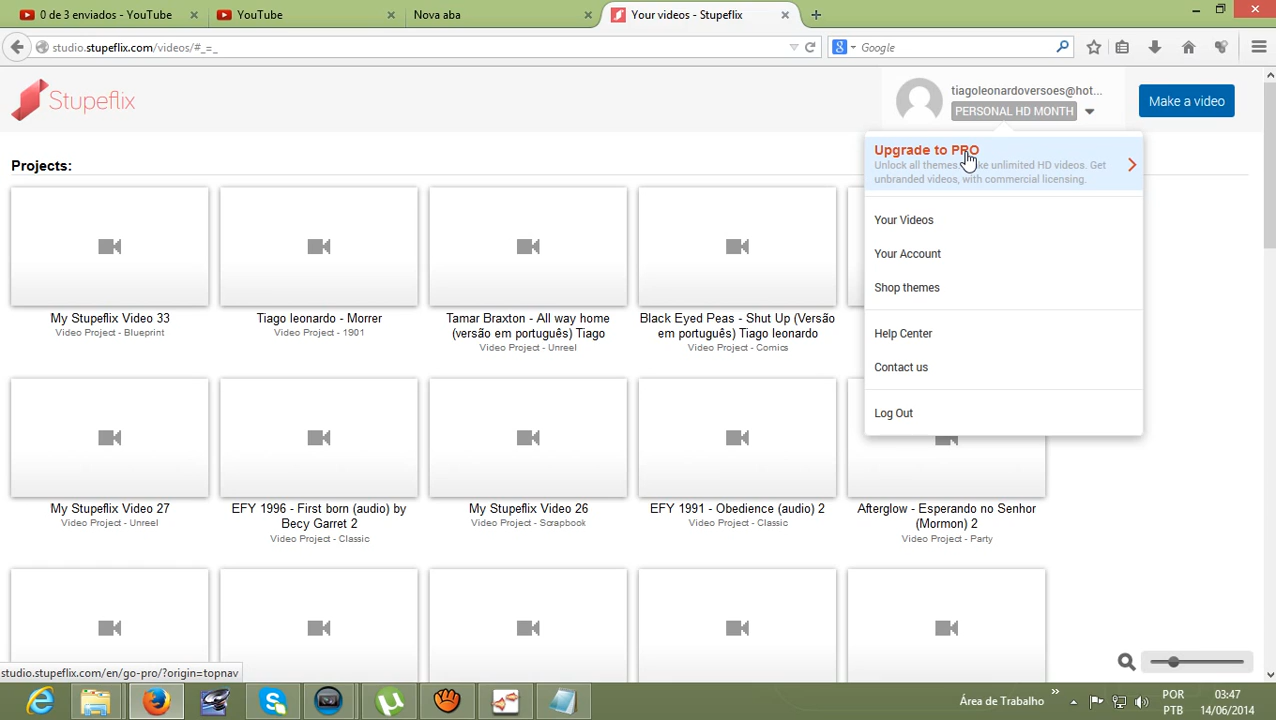 0 de 3 enviados - YouTube
YouTube
Nova aba
Your videos - Stupeflix
studio.stupeflix.com/videos/#_=_
Google
Stupeflix
tiagoleonardoversoes@hot...
PERSONAL HD MONTH
Make a video
Projects:
Upgrade to PRO
Unlock all themes ke unlimited HD videos. Get
unbranded videos, with commercial licensing.
Your Videos
Your Account
Shop themes
Help Center
Contact us
Log Out
My Stupeflix Video 33
Video Project - Blueprint
Tiago leonardo - Morrer
Video Project - 1901
Tamar Braxton - All way home
(versão em português) Tiago
leonardo
Video Project - Unreel
Black Eyed Peas - Shut Up (Versão
em português) Tiago leonardo
Video Project - Comics
My Stupeflix Video 27
Video Project - Unreel
EFY 1996 - First born (audio) by
Becy Garret 2
Video Project - Classic
My Stupeflix Video 26
Video Project - Scrapbook
EFY 1991 - Obedience (audio) 2
Video Project - Classic
Afterglow - Esperando no Senhor
(Mormon) 2
Video Project - Party
studio.stupeflix.com/en/go-pro/?origin=topnav
Área de Trabalho
POR
PTB
03:47
14/06/2014